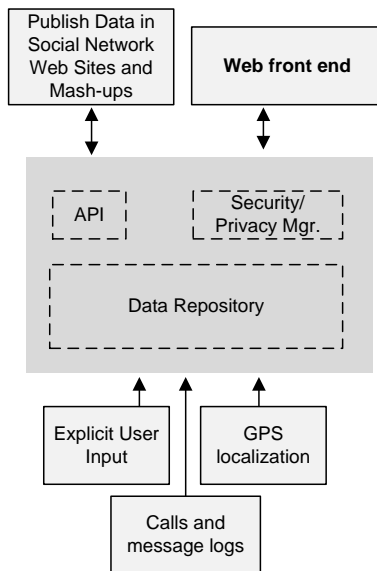 Publish Data in
Social Network
Web Sites and
Mash-ups
Web front end
API
Security/
Privacy Mgr.
Data Repository
Explicit User
Input
GPS
localization
Calls and
message logs